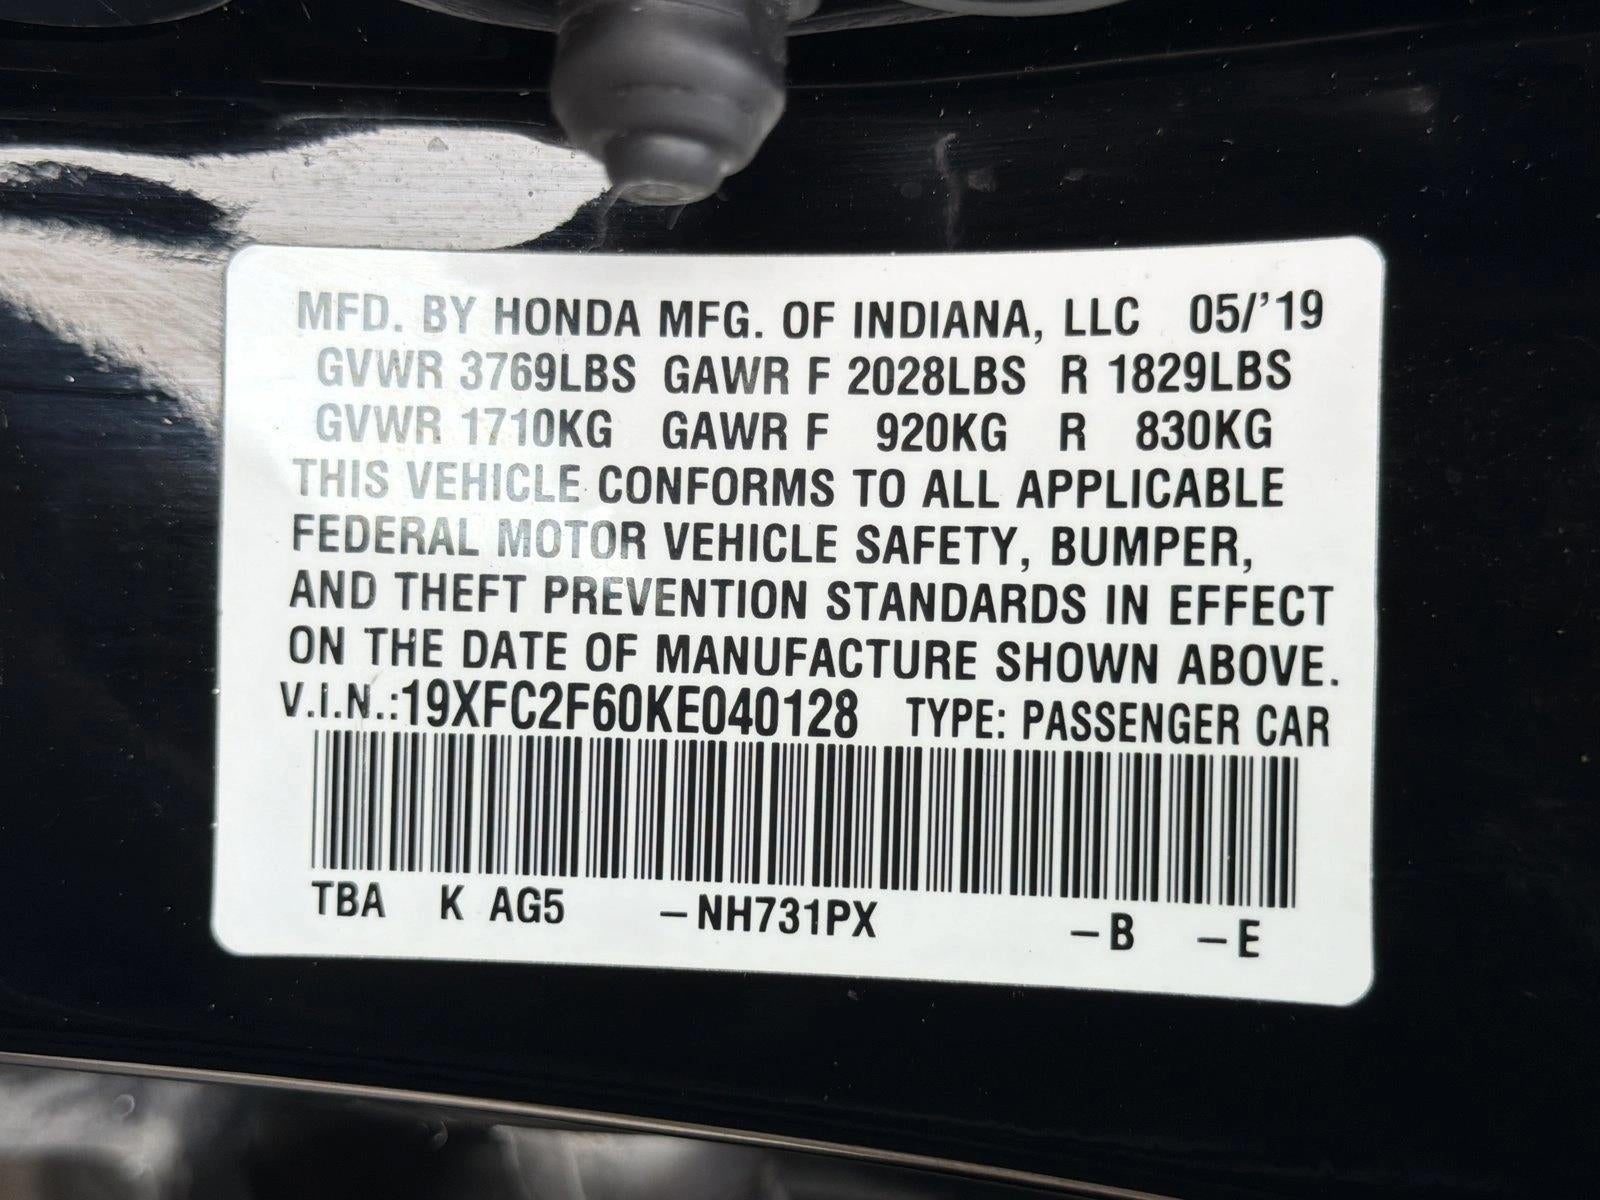 MFD. BY HONDA MFG. OF INDIANA, LLC 05/'19
GVWR 3769LBS GAWR F 2028LBS R 1829LBS
GVWR 1710KG GAWR F 920KG R 830KG
THIS VEHICLE CONFORMS TO ALL APPLICABLE
FEDERAL MOTOR VEHICLE SAFETY, BUMPER,
AND THEFT PREVENTION STANDARDS IN EFFECT
ON THE DATE OF MANUFACTURE SHOWN ABOVE.
V.I.N.:19XFC2F60KE040128 TYPE: PASSENGER CAR
TBA K AG5 –NH731PX –B –E